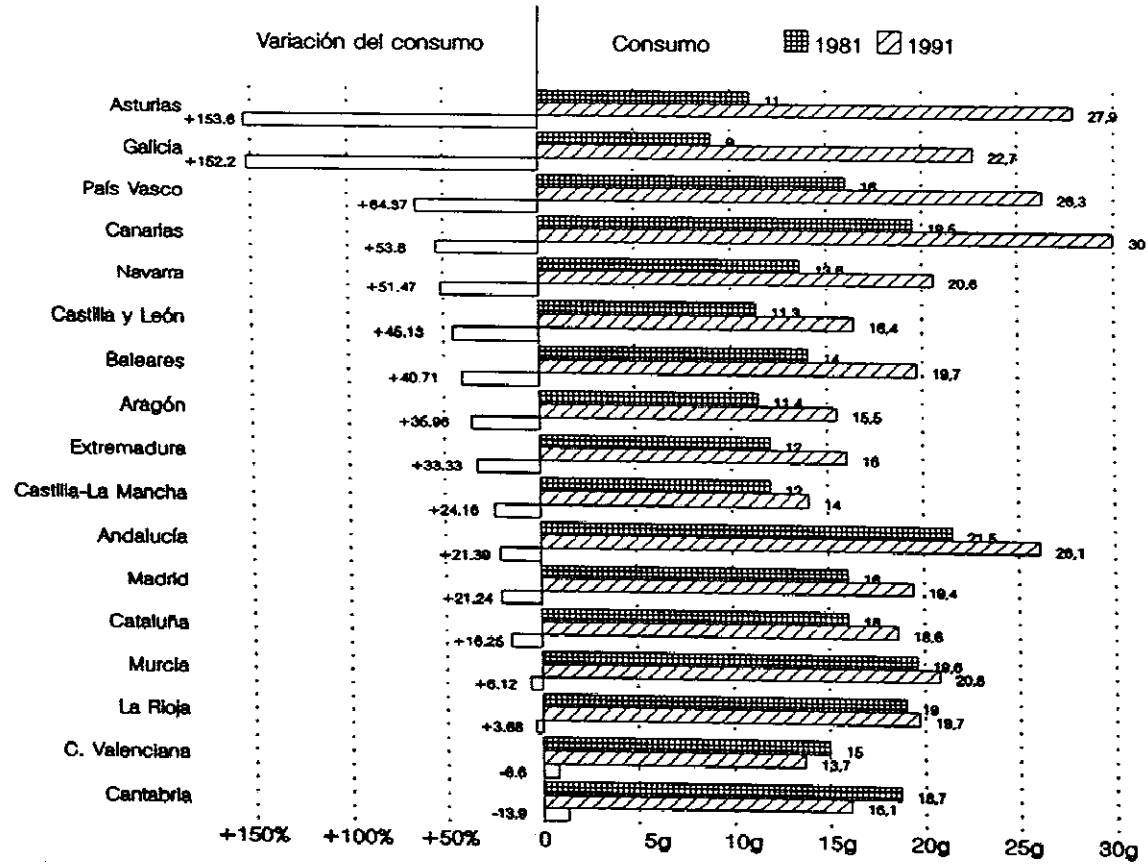 Variación del consumo Consumo 1981 1991
Asturias 11
+153.6 27,9
Galicia 9
+152.2 22,7
País Vasco 16
+64.37 26,3
Canarias 19,5
+53.8 30
Navarra 13,6
+51.47 20,6
Castilla y León 11,3
+45.13 16,4
Baleares 14
+40.71 19,7
Aragón 11,4
+35.96 15,5
Extremadura 12
+33.33 16
Castilla-La Mancha 12
+24.16 14
Andalucía 21,5
+21.39 26,1
Madrid 16
+21.24 19,4
Cataluña
+16.25 18,6
Murcia 19,6
+6.12 20,8
La Rioja 19
+3.68 19,7
C. Valenciana 15
13,7
-8.6
Cantabria 18,7
-13.9 16,1
+150% +100% +50% 0 5g 10g 15g 20g 25g 30g